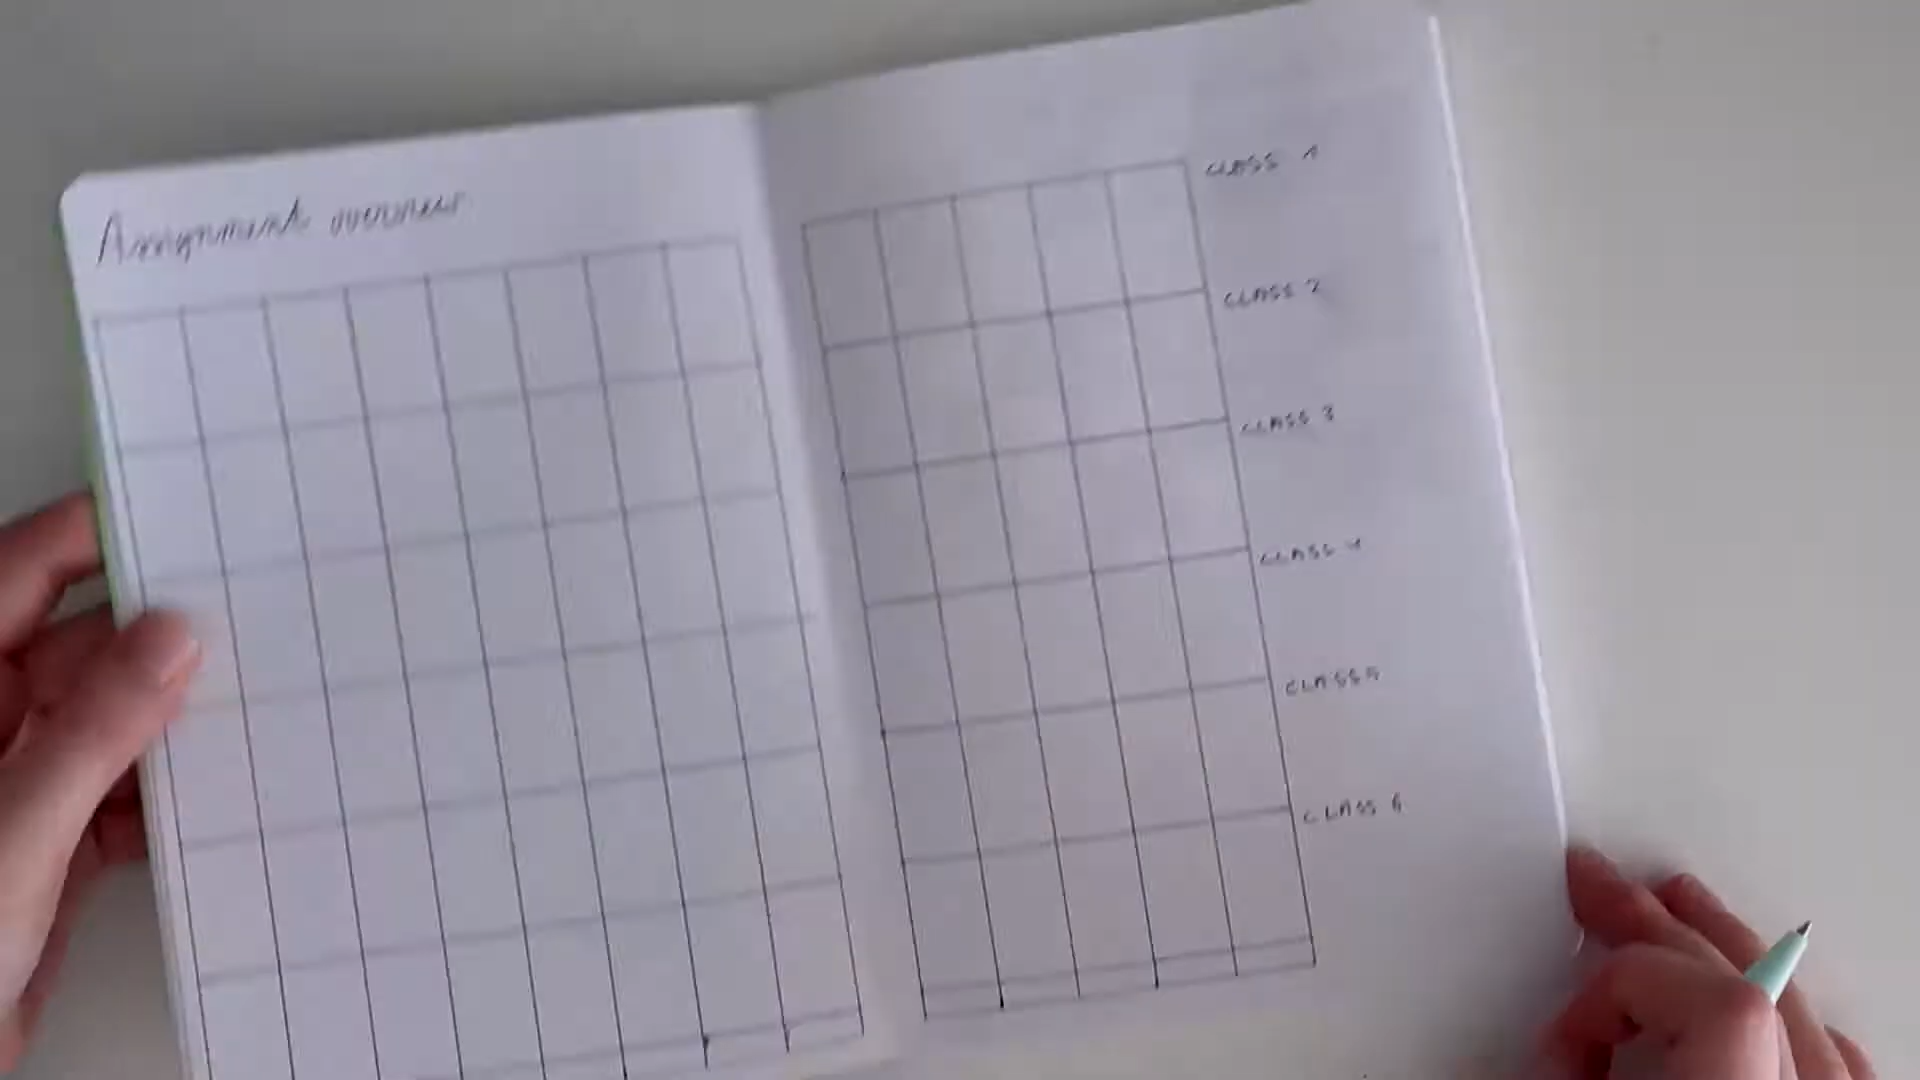 Assignment overview
CLASS 1
CLASS 2
CLASS 3
CLASS 4
CLASS 5
CLASS 6